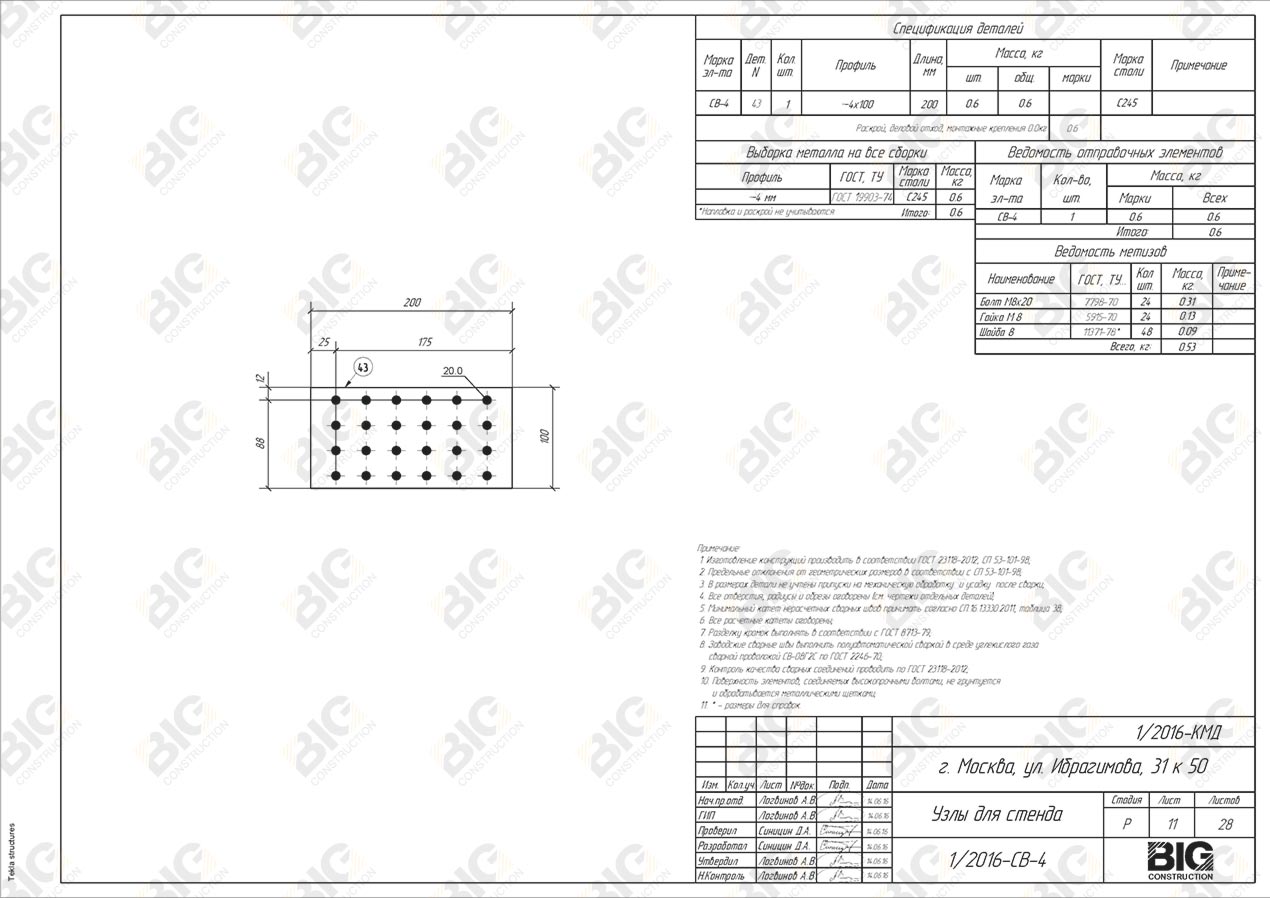 Спецификация деталей
Марка эл-та Дет. N Кол. шт. Профиль Длина, мм Масса, кг Марка стали Примечание
шт. общ. марки
СВ-4 43 1 —4x100 200 0.6 0.6 С245
Раскрой, деловой отход, монтажные крепления 0.0кг 0.6
Выборка металла на все сборки
Профиль ГОСТ, ТУ Марка стали Масса, кг
—4 мм ГОСТ 19903-74 С245 0.6
*Наплавка и раскрой не учитываются Итого: 0.6
Ведомость отправочных элементов
Марка эл-та Кол-во, шт. Масса, кг
Марки Всех
СВ-4 1 0.6 0.6
Итого: 0.6
Ведомость метизов
Наименование ГОСТ, ТУ... Кол шт. Масса, кг. Приме-чание
Болт М8x20 7798-70 24 0.31
Гайка М 8 5915-70 24 0.13
Шайба 8 11371-78* 48 0.09
Всего, кг: 0.53
200
25 175
43
20.0
12
88
100
Примечание:
1. Изготовление конструкций производить в соответствии ГОСТ 23118-2012, СП 53-101-98;
2. Предельные отклонения от геометрических размеров в соответствии с СП 53-101-98;
3. В размерах детали не учтены припуски на механическую обработку и усадку после сварки;
4. Все отверстия, радиусы и обрезы оговорены (см. чертежи отдельных деталей);
5. Минимальный катет нерасчетных сварных швов принимать согласно СП 16.13330.2011, таблица 38;
6. Все расчетные катеты оговорены;
7. Разделку кромок выполнять в соответствии с ГОСТ 8713-79;
8. Заводские сварные швы выполнить полуавтоматической сваркой в среде углекислого газа
сварной проволокой СВ-08Г2С по ГОСТ 2246-70;
9. Контроль качества сварных соединений проводить по ГОСТ 23118-2012;
10. Поверхность элементов, соединяемых высокопрочными болтами, не грунтуется
и обрабатывается металлическими щетками;
11. * - размеры для справок
1/2016-КМД
г. Москва, ул. Ибрагимова, 31 к 50
Изм. Кол.уч Лист №док. Подп. Дата
Нач.пр.отд. Логвинов А.В. 14.06.16
ГИП Логвинов А.В. 14.06.16
Проверил Синицин Д.А. 14.06.16
Разработал Синицин Д.А. 14.06.16
Утвердил Логвинов А.В. 14.06.16
Н.Контроль Логвинов А.В. 14.06.16
Узлы для стенда
Стадия Лист Листов
Р 11 28
1/2016-СВ-4
BIG
CONSTRUCTION
Tekla structures